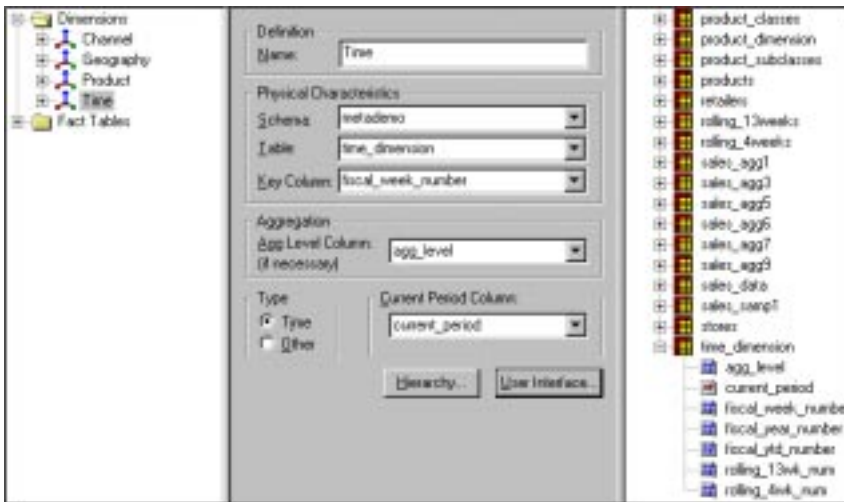 Dimensions
Channel
Geography
Product
Time
Fact Tables
Definition
Name: Time
Physical Characteristics
Schema: metademo
Table: time_dimension
Key Column: fiscal_week_number
Aggregation
Agg Level Column: agg_level
(if necessary)
Type
Time
Other
Current Period Column:
current_period
Hierarchy...
User Interface...
product_classes
product_dimension
product_subclasses
products
retailers
rolling_13weeks
rolling_4weeks
sales_agg1
sales_agg3
sales_agg5
sales_agg6
sales_agg7
sales_agg9
sales_data
sales_samp1
stores
time_dimension
agg_level
current_period
fiscal_week_numbe
fiscal_year_number
fiscal_ytd_number
rolling_13wk_num
rolling_4wk_num